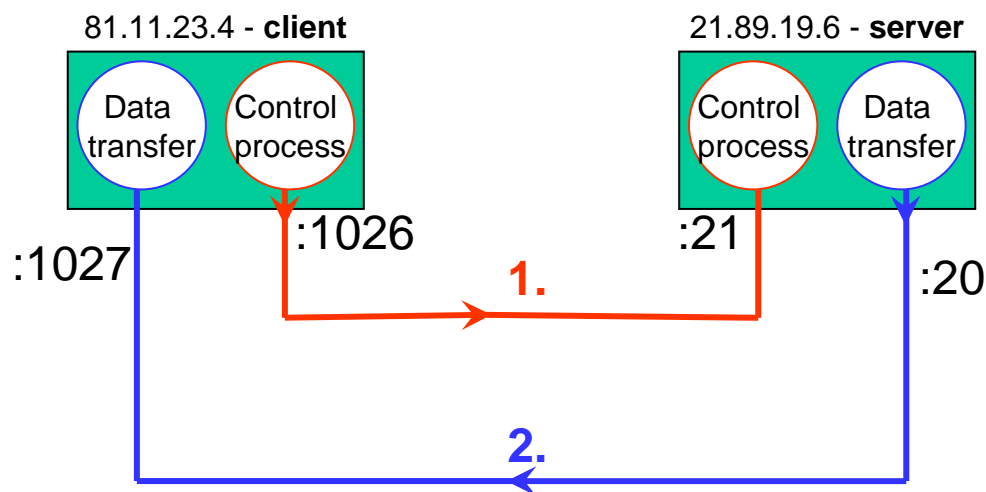 81.11.23.4 - client
21.89.19.6 - server
Data
transfer
Control
process
Control
process
Data
transfer
:1026
:21
:1027
:20
1.
2.